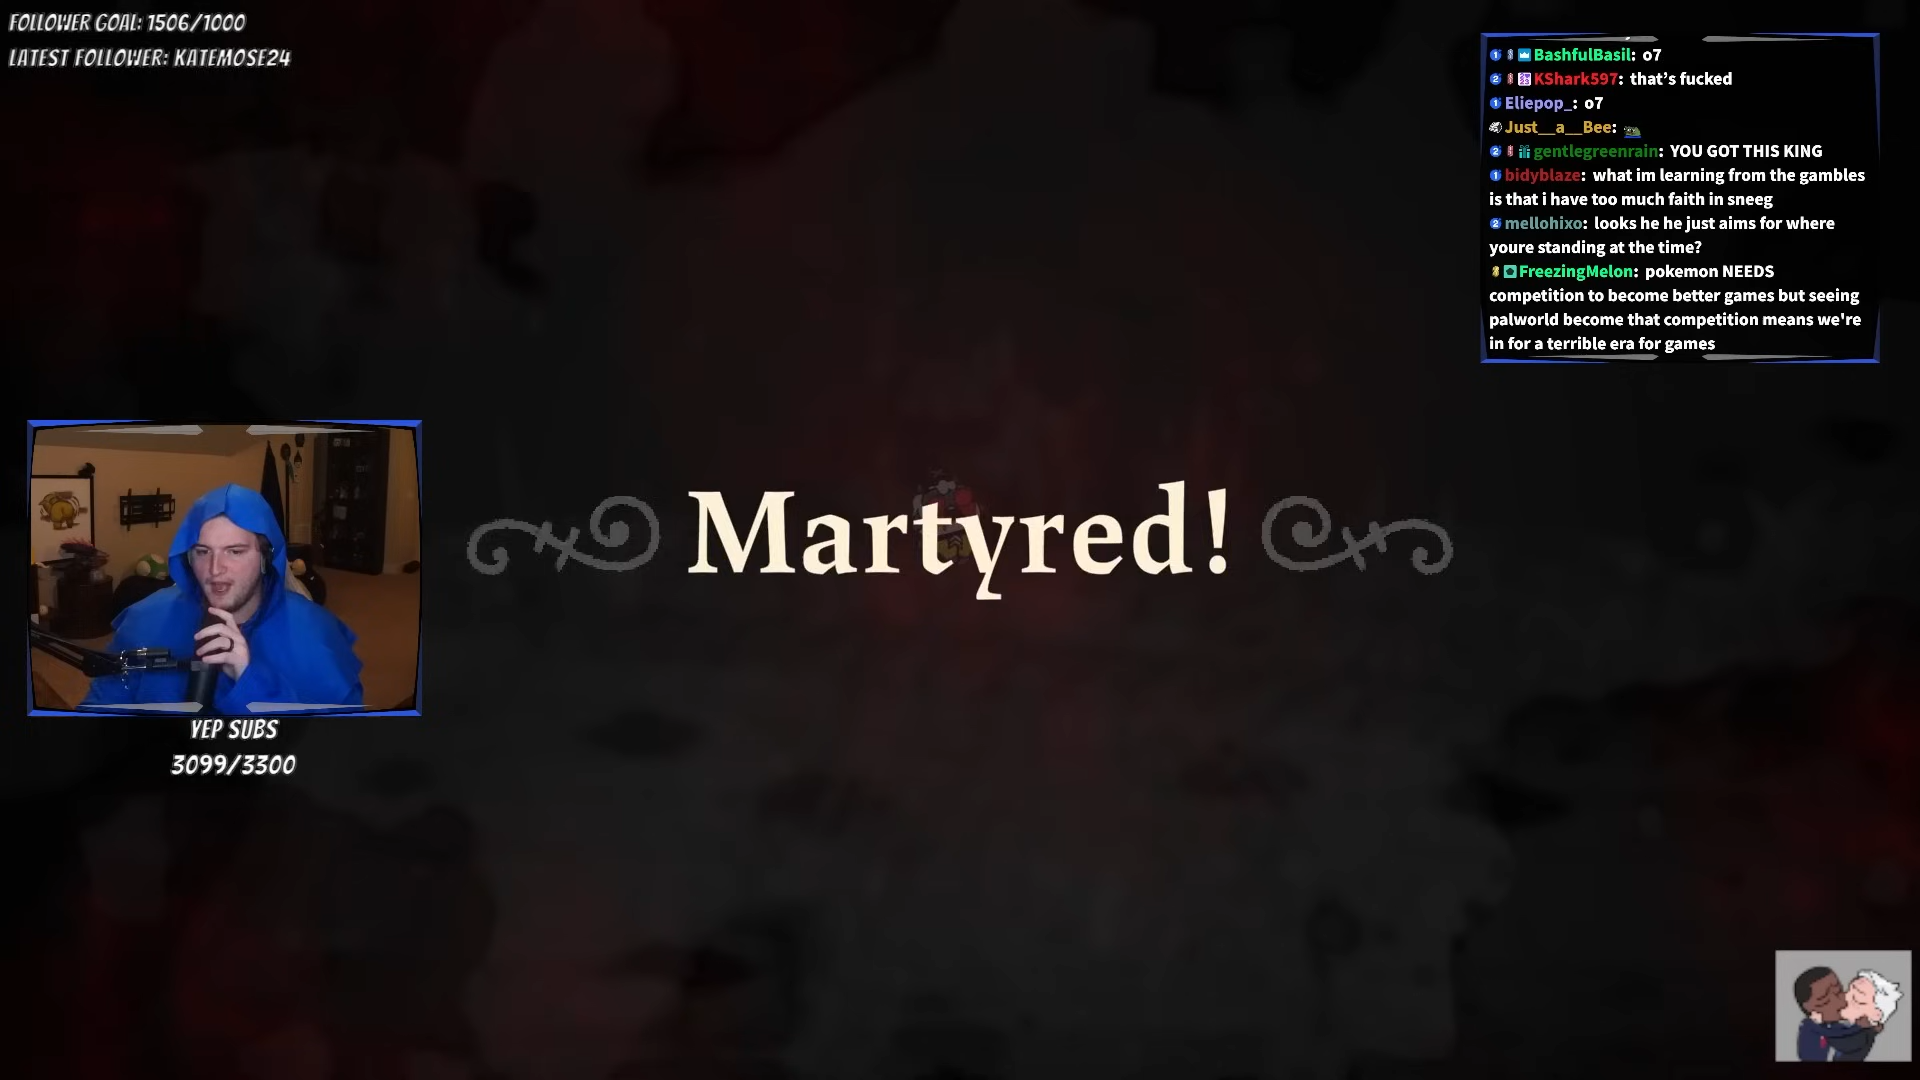 FOLLOWER GOAL: 1506/1000
LATEST FOLLOWER: KATEMOSE24
BashfulBasil: o7
KShark597: that's fucked
Eliepop_: o7
Just__a__Bee:
gentlegreenrain: YOU GOT THIS KING
bidyblaze: what im learning from the gambles
is that i have too much faith in sneeg
mellohixo: looks he he just aims for where
youre standing at the time?
FreezingMelon: pokemon NEEDS
competition to become better games but seeing
palworld become that competition means we're
in for a terrible era for games
Martyred!
YEP SUBS
3099/3300